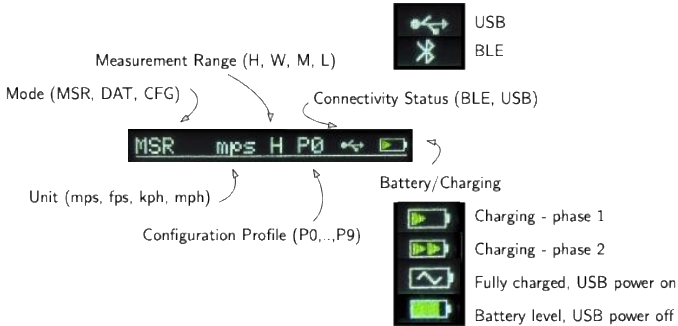 USB
BLE
Measurement Range (H, W, M, L)
Mode (MSR, DAT, CFG)
Connectivity Status (BLE, USB)
MSR mps H P0
Battery/Charging
Unit (mps, fps, kph, mph)
Configuration Profile (P0,..,P9)
Charging - phase 1
Charging - phase 2
Fully charged, USB power on
Battery level, USB power off